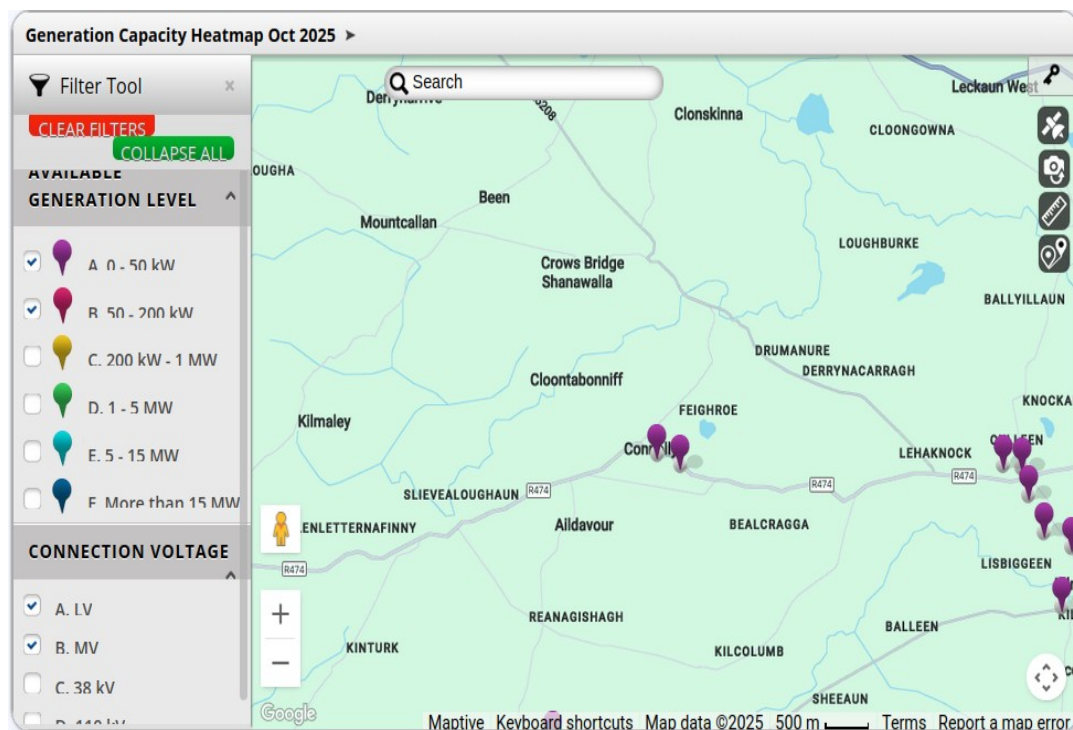 Generation Capacity Heatmap Oct 2025
Filter Tool
×
CLEAR FILTERS
COLLAPSE ALL
AVAILABLE
GENERATION LEVEL
A. 0 - 50 kW
B. 50 - 200 kW
C. 200 kW - 1 MW
D. 1 - 5 MW
E. 5 - 15 MW
F. More than 15 MW
CONNECTION VOLTAGE
A. LV
B. MV
C. 38 kV
D. 110 kV
Search
Leckaun West
Clonskinna
CLOONGOWNA
OUGHA
Been
Mountcallan
LOUGHBURKE
Crows Bridge
Shanawalla
BALLYILLAUN
DRUMANURE
DERRYNACARRAGH
Cloontabonniff
KNOCKA
Kilmaley
FEIGHROE
LEHAKNOCK
R474
R474
R474
SLIEVEALOUGHAUN
ENLETTERNAFINNY
Aildavour
BEALCRAGGA
LISBIGGEEN
R474
REANAGISHAGH
BALLEEN
KINTURK
KILCOLUMB
SHEEAUN
+
−
Google
Maptive Keyboard shortcuts Map data ©2025 500 m Terms Report a map error